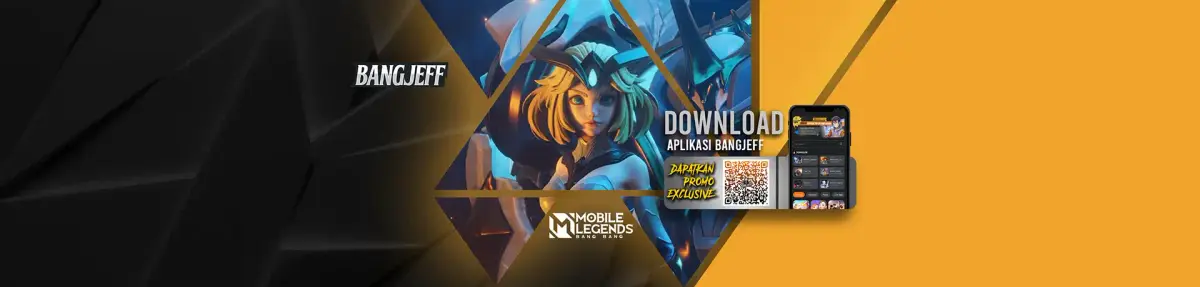 BANGJEFF
DOWNLOAD
APLIKASI BANGJEFF
DAPATKAN
PROMO
EXCLUSIVE
MOBILE
LEGENDS
BANG BANG